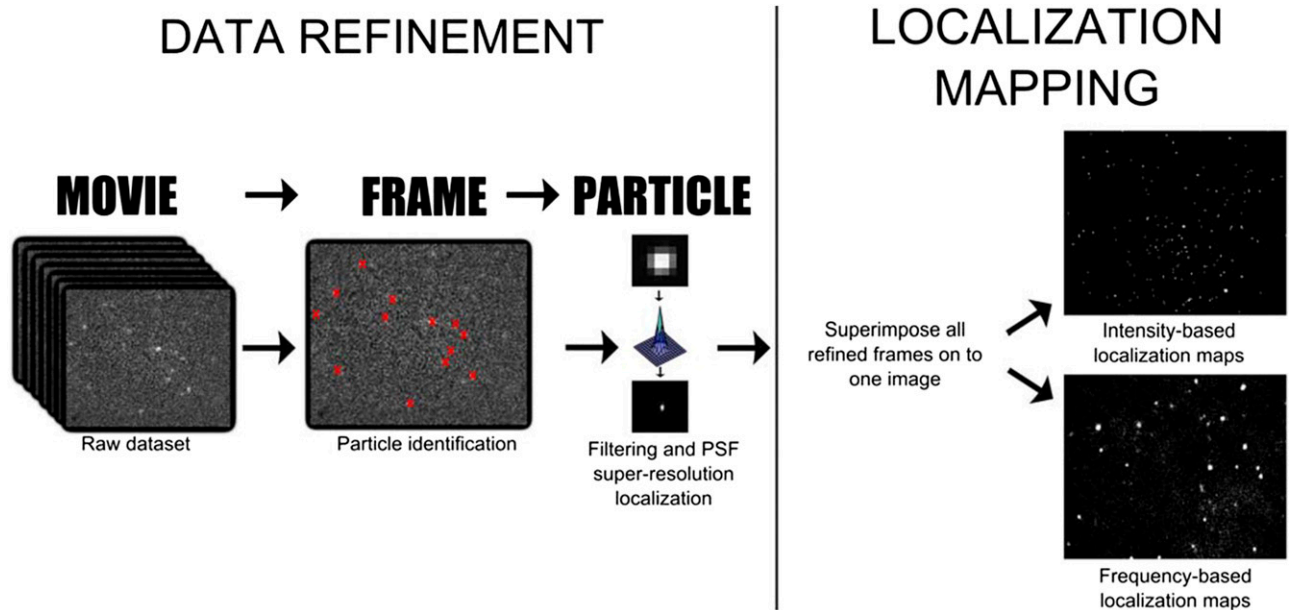 DATA REFINEMENT
MOVIE
FRAME
PARTICLE
Raw dataset
Particle identification
Filtering and PSF
super-resolution
localization
LOCALIZATION
MAPPING
Superimpose all
refined frames on to
one image
Intensity-based
localization maps
Frequency-based
localization maps